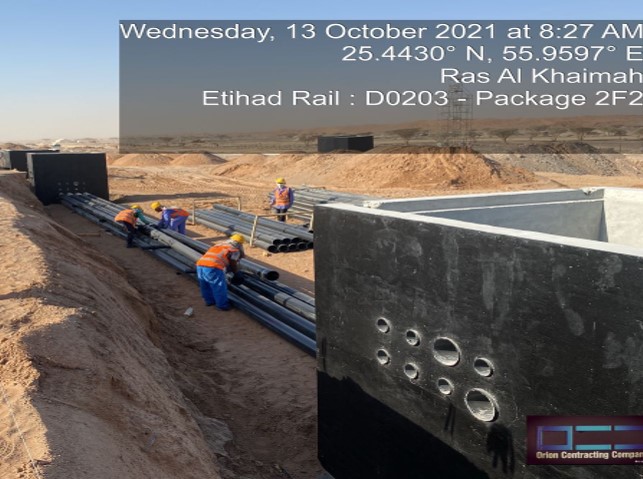 Wednesday, 13 October 2021 at 8:27 AM
25.4430° N, 55.9597° E
Ras Al Khaimah
Etihad Rail : D0203 - Package 2F2
Orion Contracting Compan